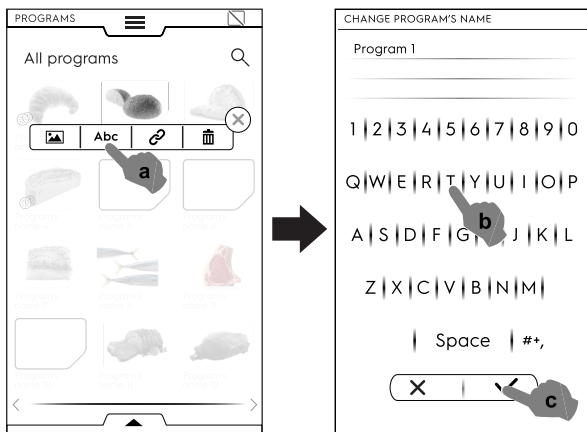 PROGRAMS
All programs
Abc
a
CHANGE PROGRAM'S NAME
Program 1
1 2 3 4 5 6 7 8 9 0
Q W E R T Y U I O P
b
A S D F G J K L
Z X C V B N M
Space #+,
c